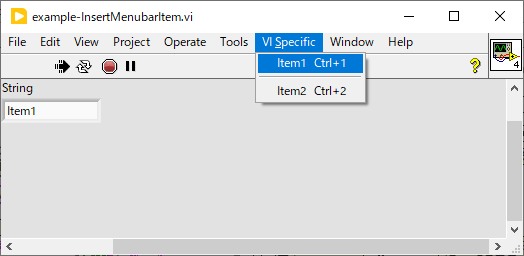 example-InsertMenubarItem.vi
File Edit View Project Operate Tools VI Specific Window Help
Item1 Ctrl+1
Item2 Ctrl+2
?
4
String
Item1